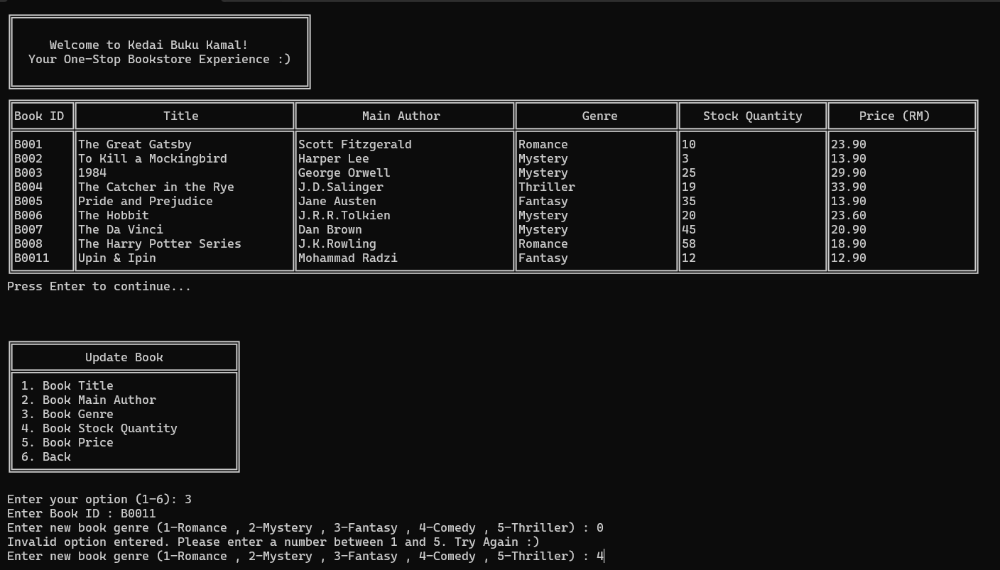 Welcome to Kedai Buku Kamal!
Your One-Stop Bookstore Experience :)
Book ID Title Main Author Genre Stock Quantity Price (RM)
B001 The Great Gatsby Scott Fitzgerald Romance 10 23.90
B002 To Kill a Mockingbird Harper Lee Mystery 3 13.90
B003 1984 George Orwell Mystery 25 29.90
B004 The Catcher in the Rye J.D.Salinger Thriller 19 33.90
B005 Pride and Prejudice Jane Austen Fantasy 35 13.90
B006 The Hobbit J.R.R.Tolkien Mystery 20 23.60
B007 The Da Vinci Dan Brown Mystery 45 20.90
B008 The Harry Potter Series J.K.Rowling Romance 58 18.90
B0011 Upin & Ipin Mohammad Radzi Fantasy 12 12.90
Press Enter to continue...
Update Book
1. Book Title
2. Book Main Author
3. Book Genre
4. Book Stock Quantity
5. Book Price
6. Back
Enter your option (1-6): 3
Enter Book ID : B0011
Enter new book genre (1-Romance , 2-Mystery , 3-Fantasy , 4-Comedy , 5-Thriller) : 0
Invalid option entered. Please enter a number between 1 and 5. Try Again :)
Enter new book genre (1-Romance , 2-Mystery , 3-Fantasy , 4-Comedy , 5-Thriller) : 4